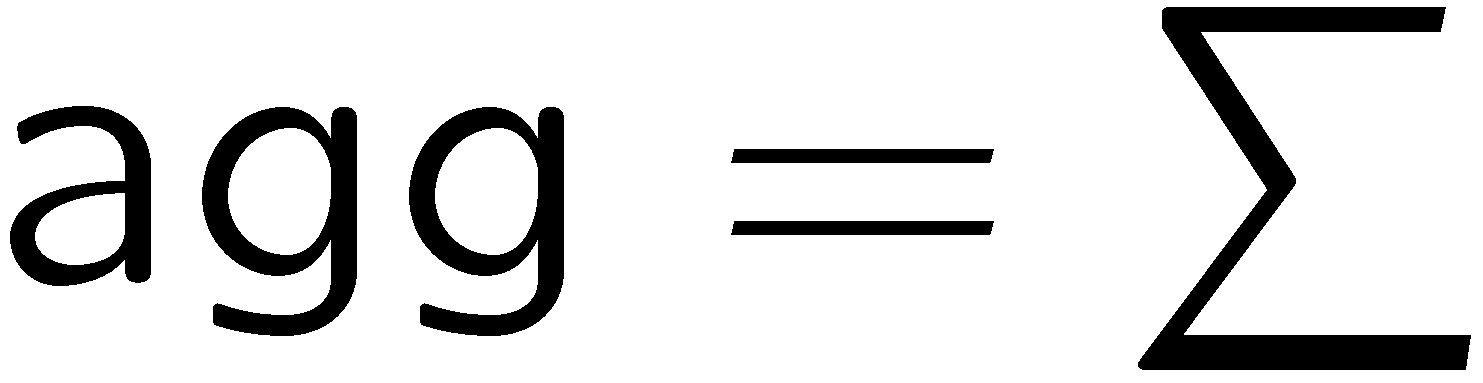 agg = ∑